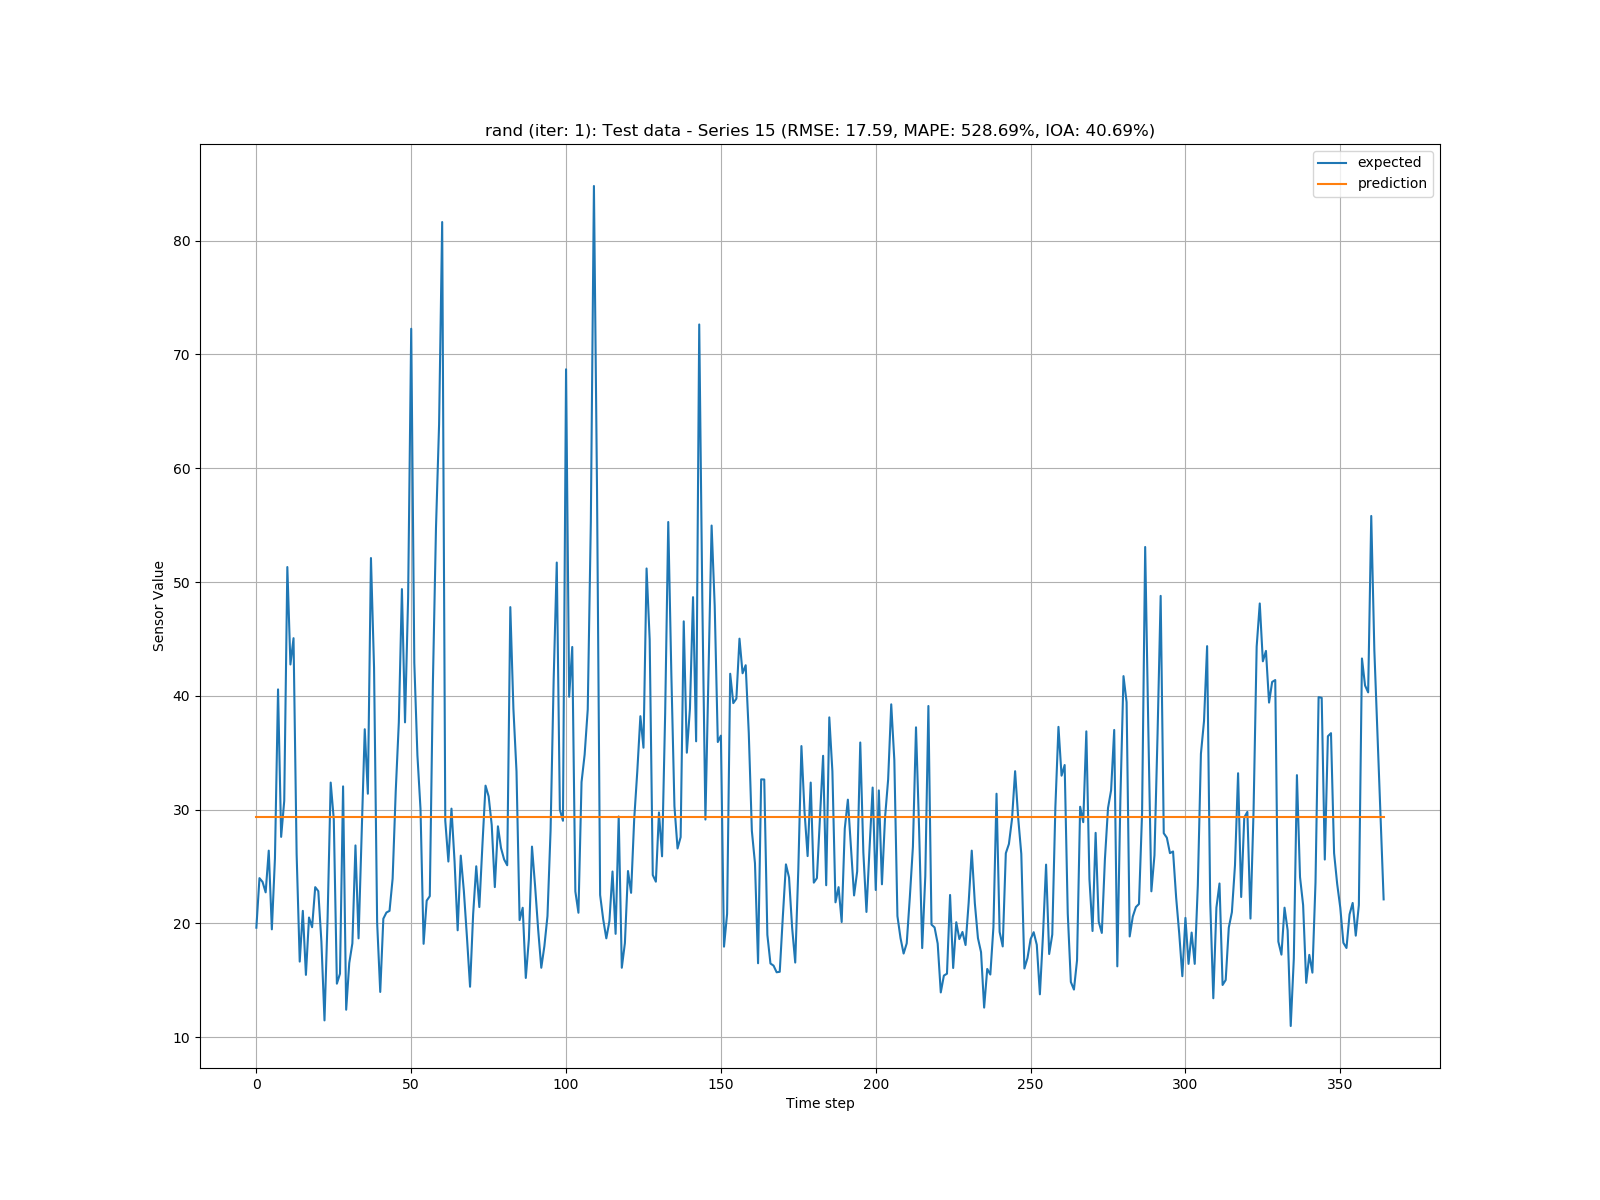 rand (iter: 1): Test data - Series 15 (RMSE: 17.59, MAPE: 528.69%, IOA: 40.69%)
expected
prediction
80
70
60
50
40
30
20
10
Sensor Value
0 50 100 150 200 250 300 350
Time step